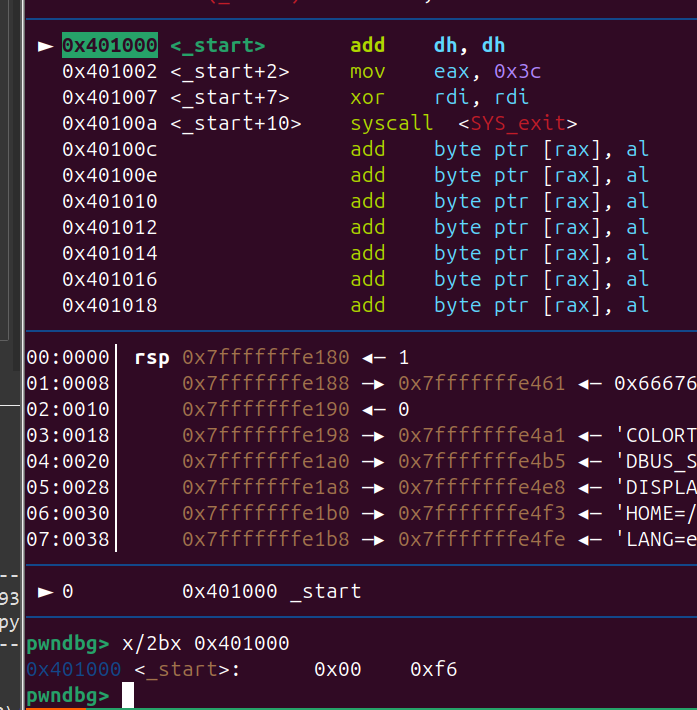 ► 0x401000 <_start> add dh, dh
0x401002 <_start+2> mov eax, 0x3c
0x401007 <_start+7> xor rdi, rdi
0x40100a <_start+10> syscall <SYS_exit>
0x40100c add byte ptr [rax], al
0x40100e add byte ptr [rax], al
0x401010 add byte ptr [rax], al
0x401012 add byte ptr [rax], al
0x401014 add byte ptr [rax], al
0x401016 add byte ptr [rax], al
0x401018 add byte ptr [rax], al
00:0000│ rsp 0x7fffffffe180 ◂— 1
01:0008│ 0x7fffffffe188 —▸ 0x7fffffffe461 ◂— 0x66676
02:0010│ 0x7fffffffe190 ◂— 0
03:0018│ 0x7fffffffe198 —▸ 0x7fffffffe4a1 ◂— 'COLORT
04:0020│ 0x7fffffffe1a0 —▸ 0x7fffffffe4b5 ◂— 'DBUS_S
05:0028│ 0x7fffffffe1a8 —▸ 0x7fffffffe4e8 ◂— 'DISPLA
06:0030│ 0x7fffffffe1b0 —▸ 0x7fffffffe4f3 ◂— 'HOME=/
07:0038│ 0x7fffffffe1b8 —▸ 0x7fffffffe4fe ◂— 'LANG=e
--
93
► 0 0x401000 _start
py
--
pwndbg> x/2bx 0x401000
0x401000 <_start>: 0x00 0xf6
pwndbg>